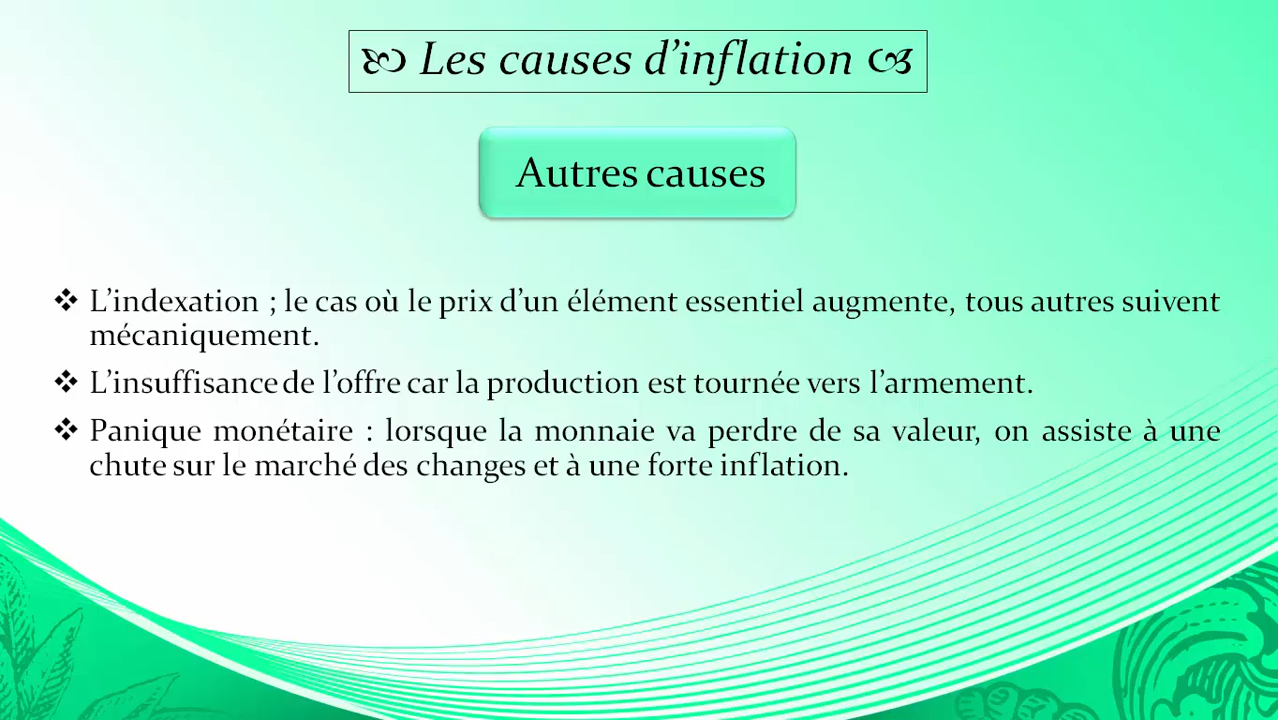 Les causes d’inflation
Autres causes
❖ L’indexation ; le cas où le prix d’un élément essentiel augmente, tous autres suivent
mécaniquement.
❖ L’insuffisance de l’offre car la production est tournée vers l’armement.
❖ Panique monétaire : lorsque la monnaie va perdre de sa valeur, on assiste à une
chute sur le marché des changes et à une forte inflation.